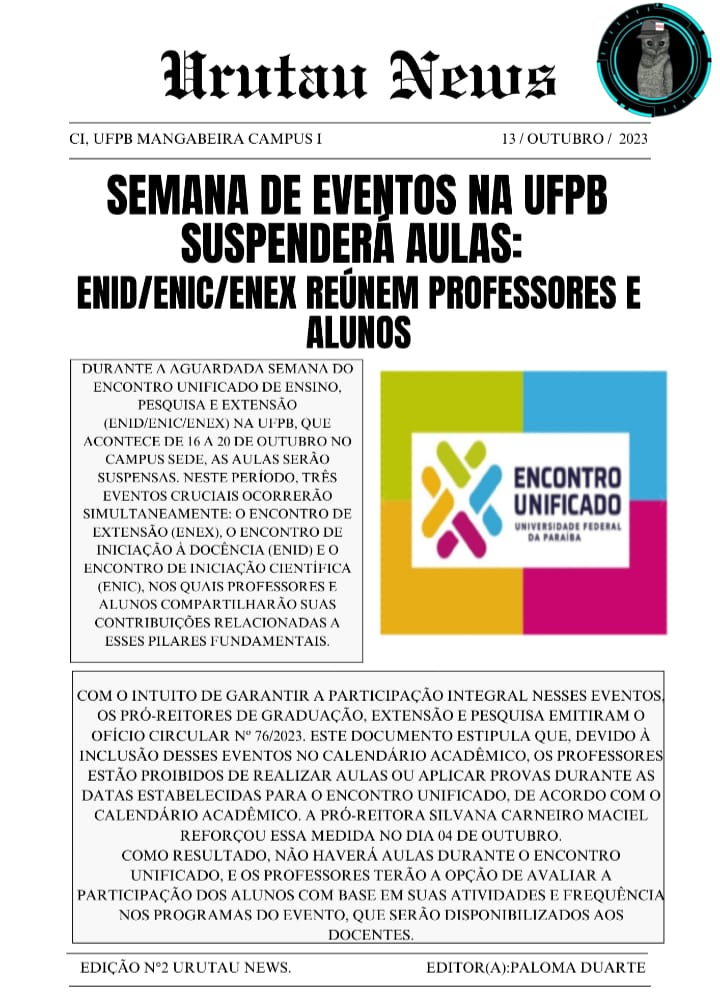 Urutau News
CI, UFPB MANGABEIRA CAMPUS I
13 / OUTUBRO / 2023
SEMANA DE EVENTOS NA UFPB
SUSPENDERÁ AULAS:
ENID/ENIC/ENEX REÚNEM PROFESSORES E
ALUNOS
DURANTE A AGUARDADA SEMANA DO
ENCONTRO UNIFICADO DE ENSINO,
PESQUISA E EXTENSÃO
(ENID/ENIC/ENEX) NA UFPB, QUE
ACONTECE DE 16 A 20 DE OUTUBRO NO
CAMPUS SEDE, AS AULAS SERÃO
SUSPENSAS. NESTE PERÍODO, TRÊS
EVENTOS CRUCIAIS OCORRERÃO
SIMULTANEAMENTE: O ENCONTRO DE
EXTENSÃO (ENEX), O ENCONTRO DE
INICIAÇÃO À DOCÊNCIA (ENID) E O
ENCONTRO DE INICIAÇÃO CIENTÍFICA
(ENIC), NOS QUAIS PROFESSORES E
ALUNOS COMPARTILHARÃO SUAS
CONTRIBUIÇÕES RELACIONADAS A
ESSES PILARES FUNDAMENTAIS.
ENCONTRO
UNIFICADO
UNIVERSIDADE FEDERAL
DA PARAÍBA
COM O INTUITO DE GARANTIR A PARTICIPAÇÃO INTEGRAL NESSES EVENTOS,
OS PRÓ-REITORES DE GRADUAÇÃO, EXTENSÃO E PESQUISA EMITIRAM O
OFÍCIO CIRCULAR Nº 76/2023. ESTE DOCUMENTO ESTIPULA QUE, DEVIDO À
INCLUSÃO DESSES EVENTOS NO CALENDÁRIO ACADÊMICO, OS PROFESSORES
ESTÃO PROIBIDOS DE REALIZAR AULAS OU APLICAR PROVAS DURANTE AS
DATAS ESTABELECIDAS PARA O ENCONTRO UNIFICADO, DE ACORDO COM O
CALENDÁRIO ACADÊMICO. A PRÓ-REITORA SILVANA CARNEIRO MACIEL
REFORÇOU ESSA MEDIDA NO DIA 04 DE OUTUBRO.
COMO RESULTADO, NÃO HAVERÁ AULAS DURANTE O ENCONTRO
UNIFICADO, E OS PROFESSORES TERÃO A OPÇÃO DE AVALIAR A
PARTICIPAÇÃO DOS ALUNOS COM BASE EM SUAS ATIVIDADES E FREQUÊNCIA
NOS PROGRAMAS DO EVENTO, QUE SERÃO DISPONIBILIZADOS AOS
DOCENTES.
EDIÇÃO N°2 URUTAU NEWS.
EDITOR(A):PALOMA DUARTE